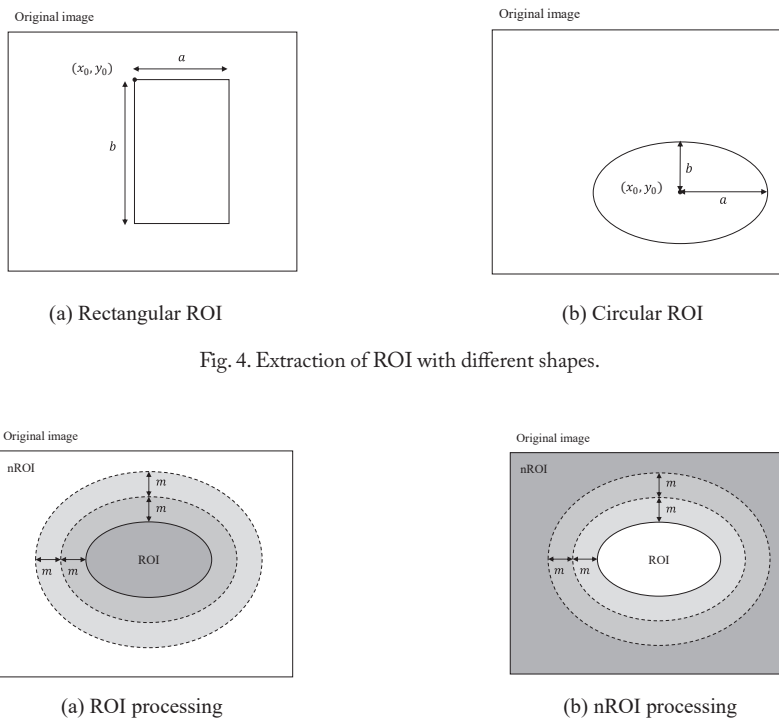 Original image
(x₀, y₀)
a
b
(a) Rectangular ROI
Original image
b
(x₀, y₀)
a
(b) Circular ROI
Fig. 4. Extraction of ROI with different shapes.
Original image
nROI
m
m
ROI
m
m
(a) ROI processing
Original image
nROI
m
m
ROI
m
m
(b) nROI processing